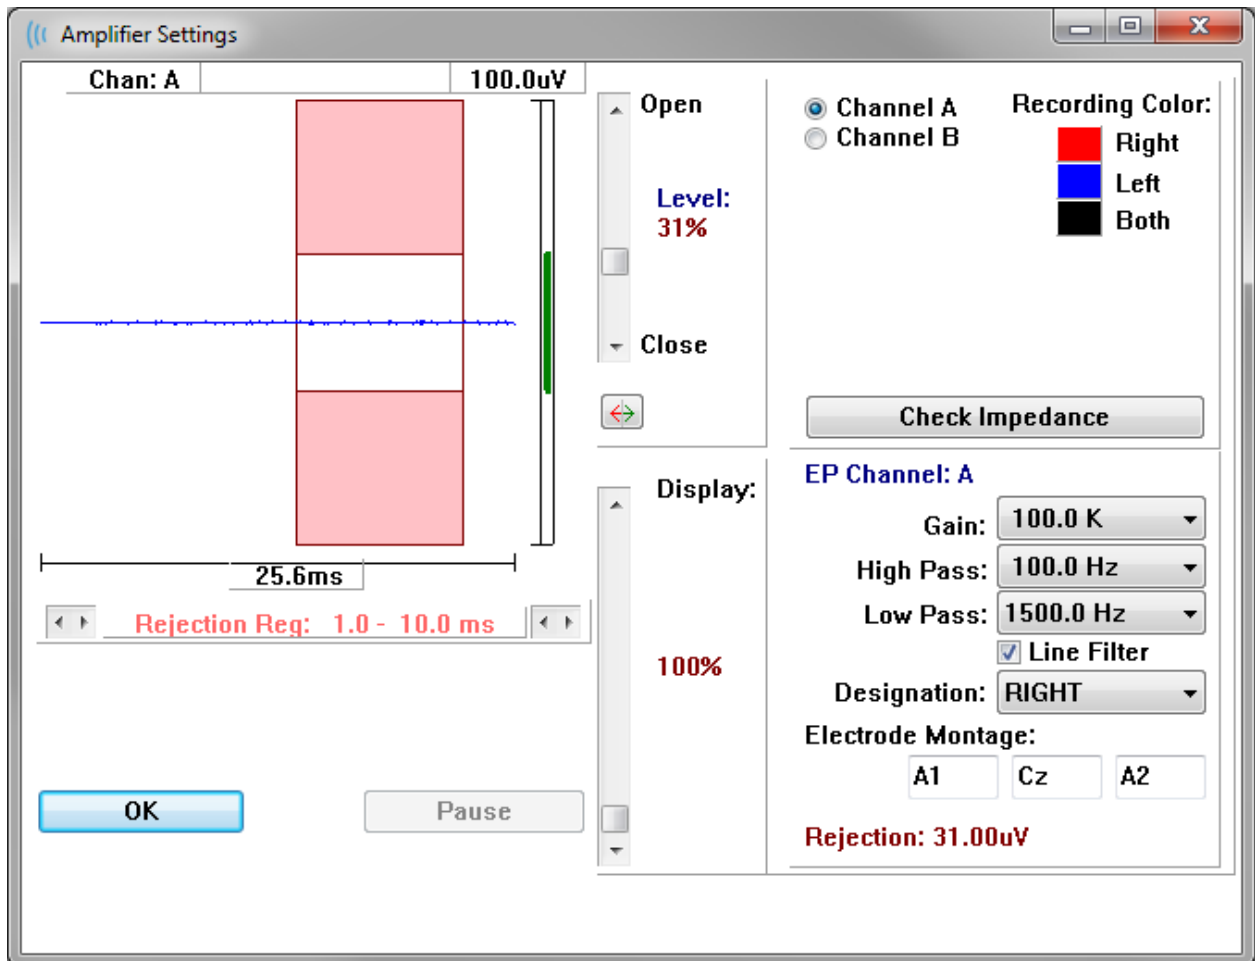 Amplifier Settings
Chan: A
100.0uV
25.6ms
Rejection Reg: 1.0 - 10.0 ms
OK
Pause
Open
Level:
31%
Close
Display:
100%
Channel A
Channel B
Recording Color:
Right
Left
Both
Check Impedance
EP Channel: A
Gain: 100.0 K
High Pass: 100.0 Hz
Low Pass: 1500.0 Hz
Line Filter
Designation: RIGHT
Electrode Montage:
A1 Cz A2
Rejection: 31.00uV